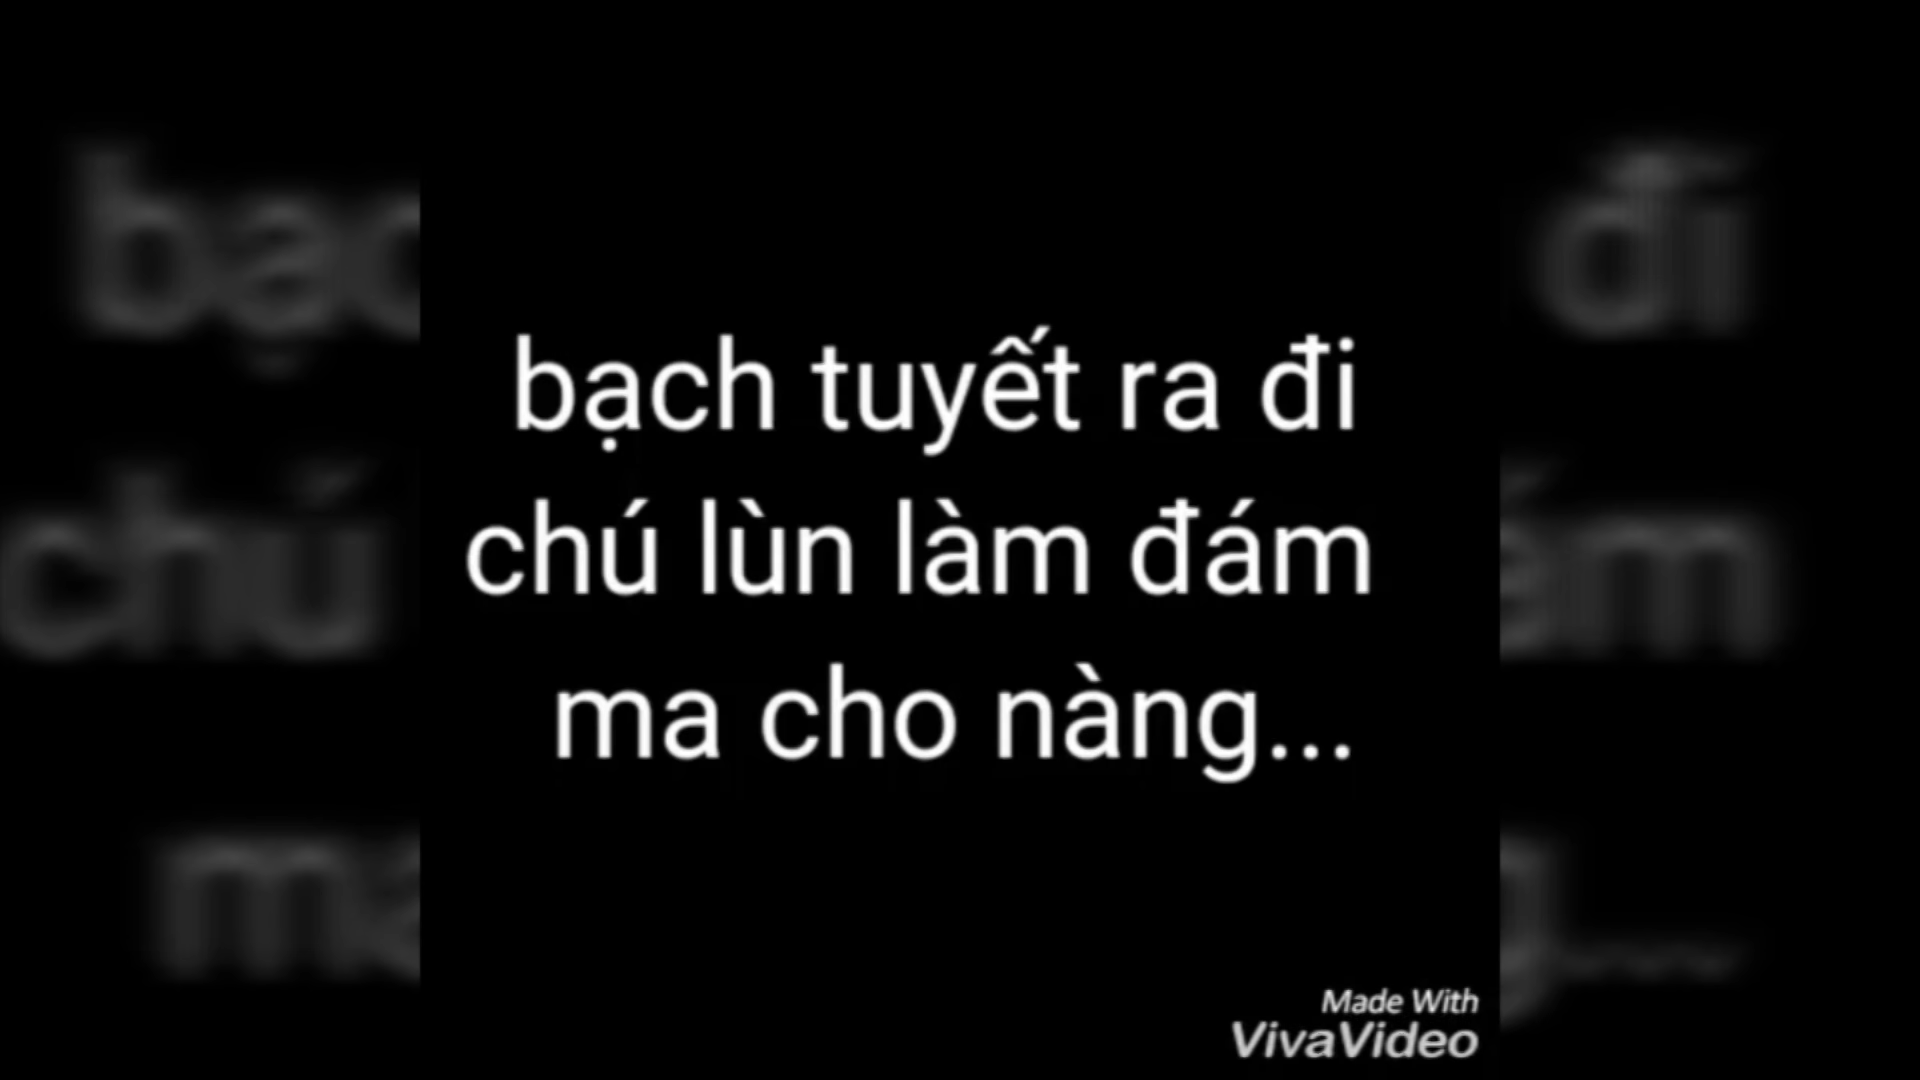 bạch tuyết ra đi
chú lùn làm đám
ma cho nàng...
Made With
VivaVideo